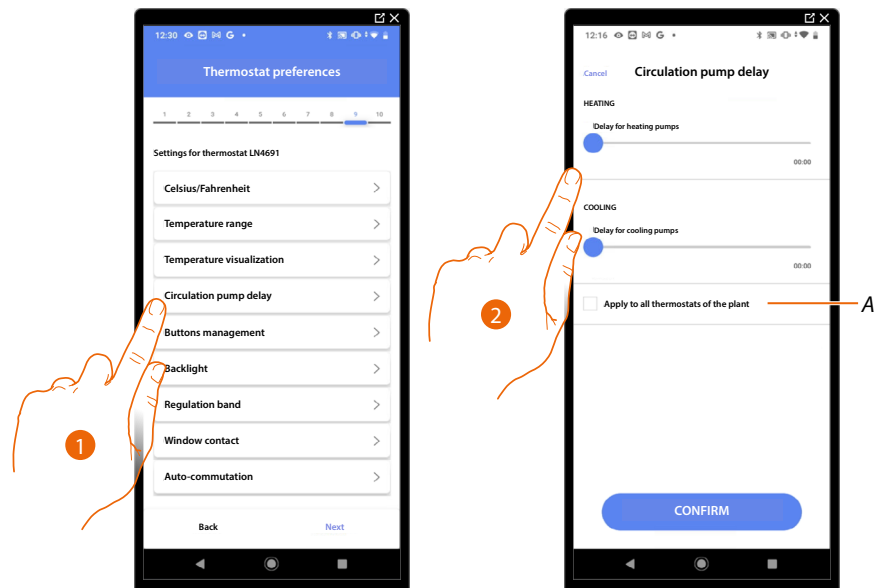 12:30 G
Thermostat preferences
1 2 3 4 5 6 7 8 9 10
Settings for thermostat LN4691
Celsius/Fahrenheit
Temperature range
Temperature visualization
Circulation pump delay
Buttons management
Backlight
Regulation band
Window contact
Auto-commutation
Back Next
1
12:16 G
Cancel Circulation pump delay
HEATING
Delay for heating pumps
00:00
COOLING
Delay for cooling pumps
00:00
Apply to all thermostats of the plant
A
CONFIRM
2